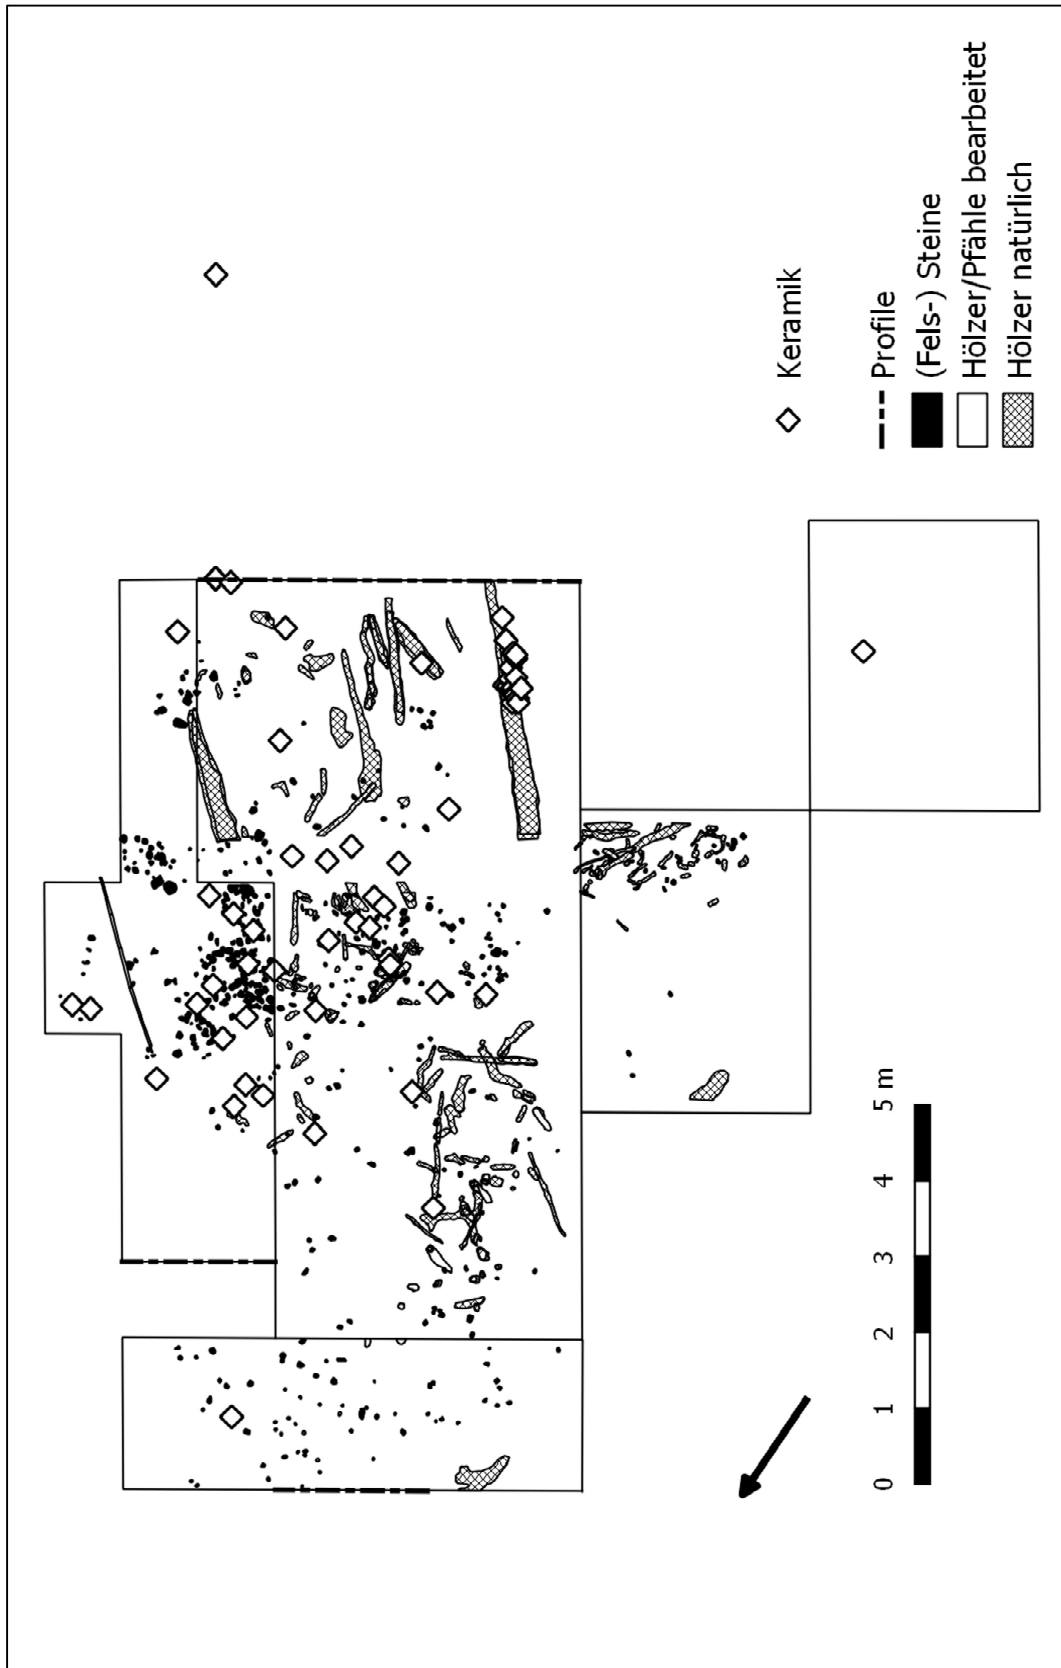 Keramik
Profile
(Fels-) Steine
Hölzer/Pfähle bearbeitet
Hölzer natürlich
0 1 2 3 4 5 m